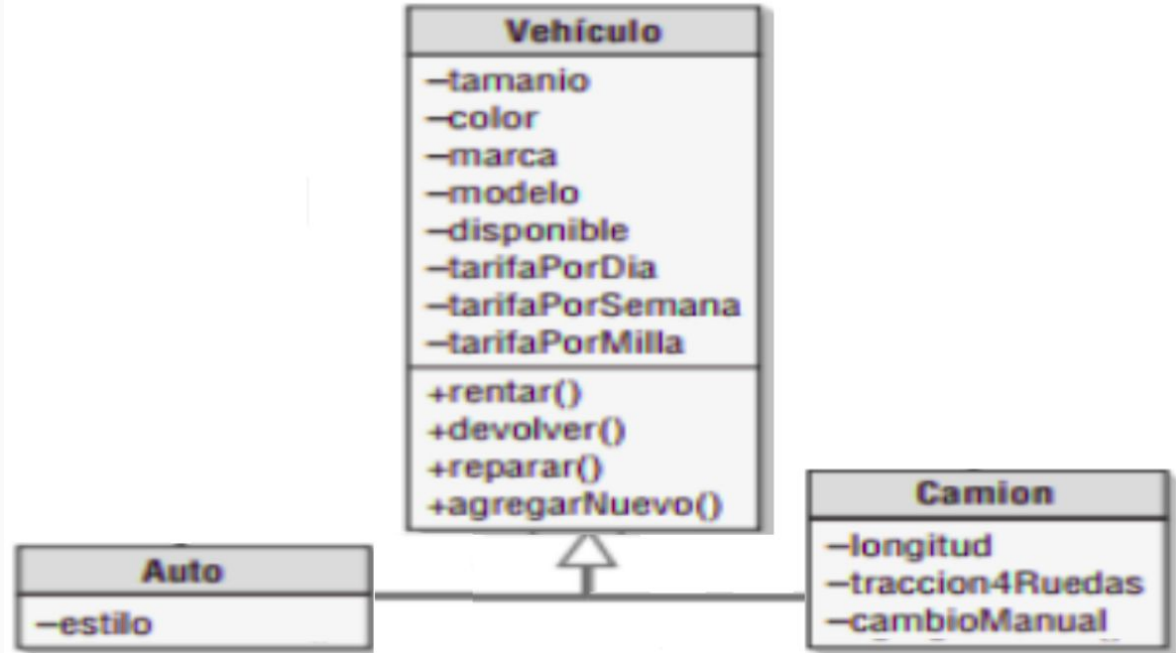 Vehículo
–tamanio
–color
–marca
–modelo
–disponible
–tarifaPorDia
–tarifaPorSemana
–tarifaPorMilla
+rentar()
+devolver()
+reparar()
+agregarNuevo()
Auto
–estilo
Camion
–longitud
–traccion4Ruedas
–cambioManual